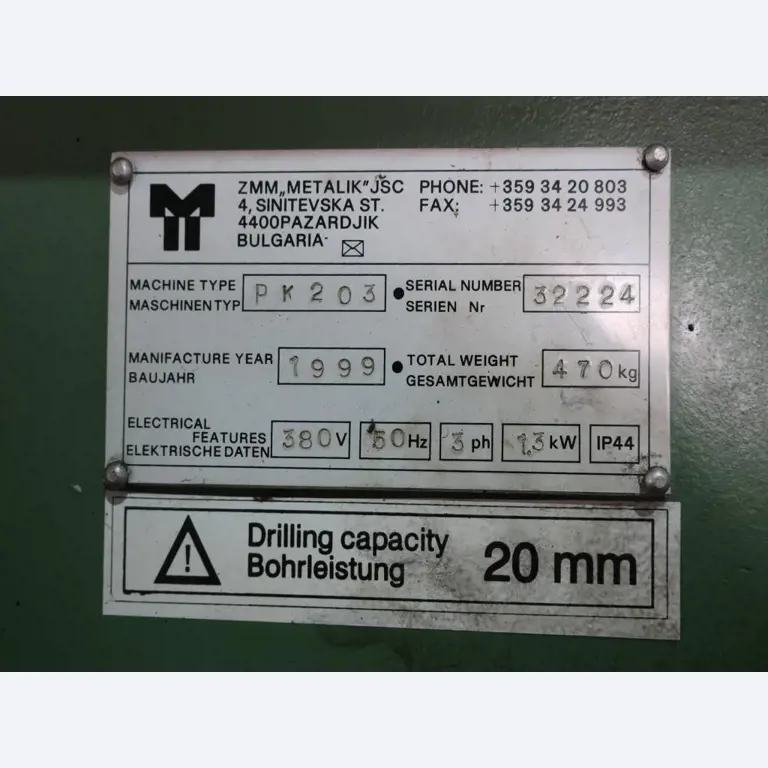 ZMM„METALIK"JSC PHONE: +359 34 20 803
4, SINITEVSKA ST. FAX: +359 34 24 993
4400PAZARDJIK
BULGARIA
MACHINE TYPE PK203 SERIAL NUMBER 32224
MASCHINENTYP SERIEN Nr
MANIFACTURE YEAR 1999 TOTAL WEIGHT 470kg
BAUJAHR GESAMTGEWICHT
ELECTRICAL
FEATURES 380V 50Hz 3 ph 1,3 kW IP44
ELEKTRISCHE DATEN
Drilling capacity 20 mm
Bohrleistung